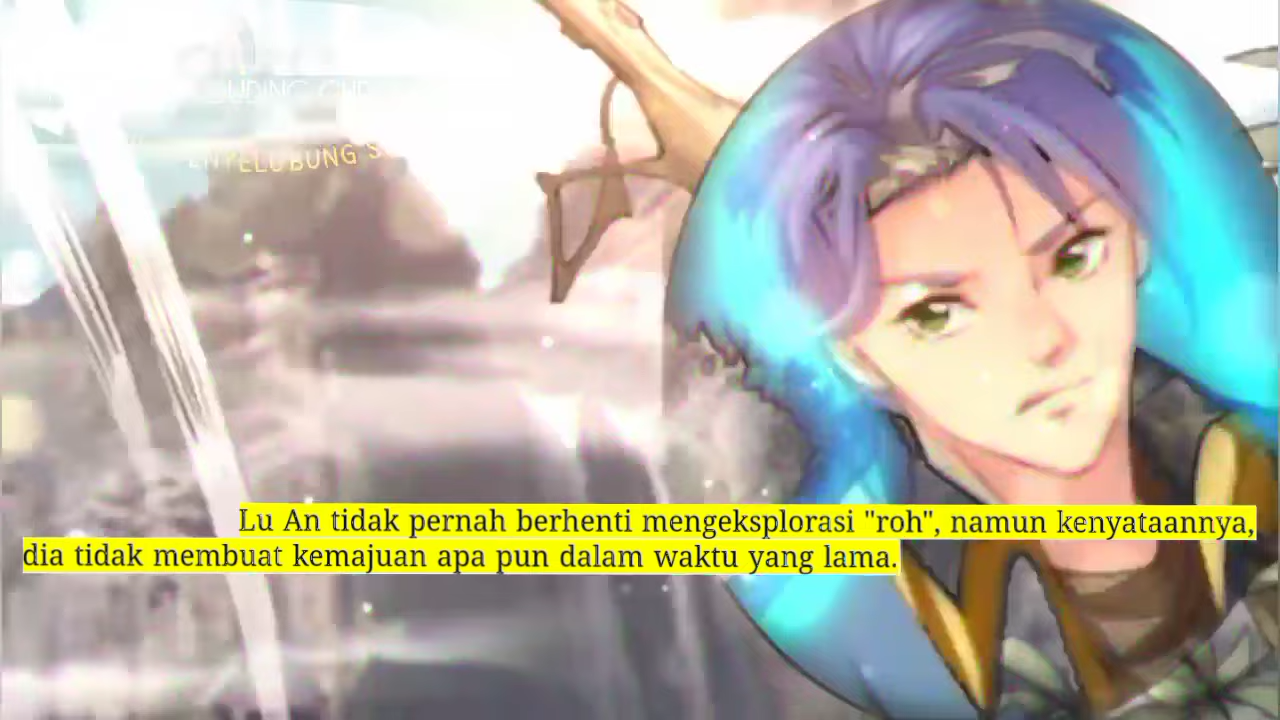 Lu An tidak pernah berhenti mengeksplorasi "roh", namun kenyataannya,
dia tidak membuat kemajuan apa pun dalam waktu yang lama.